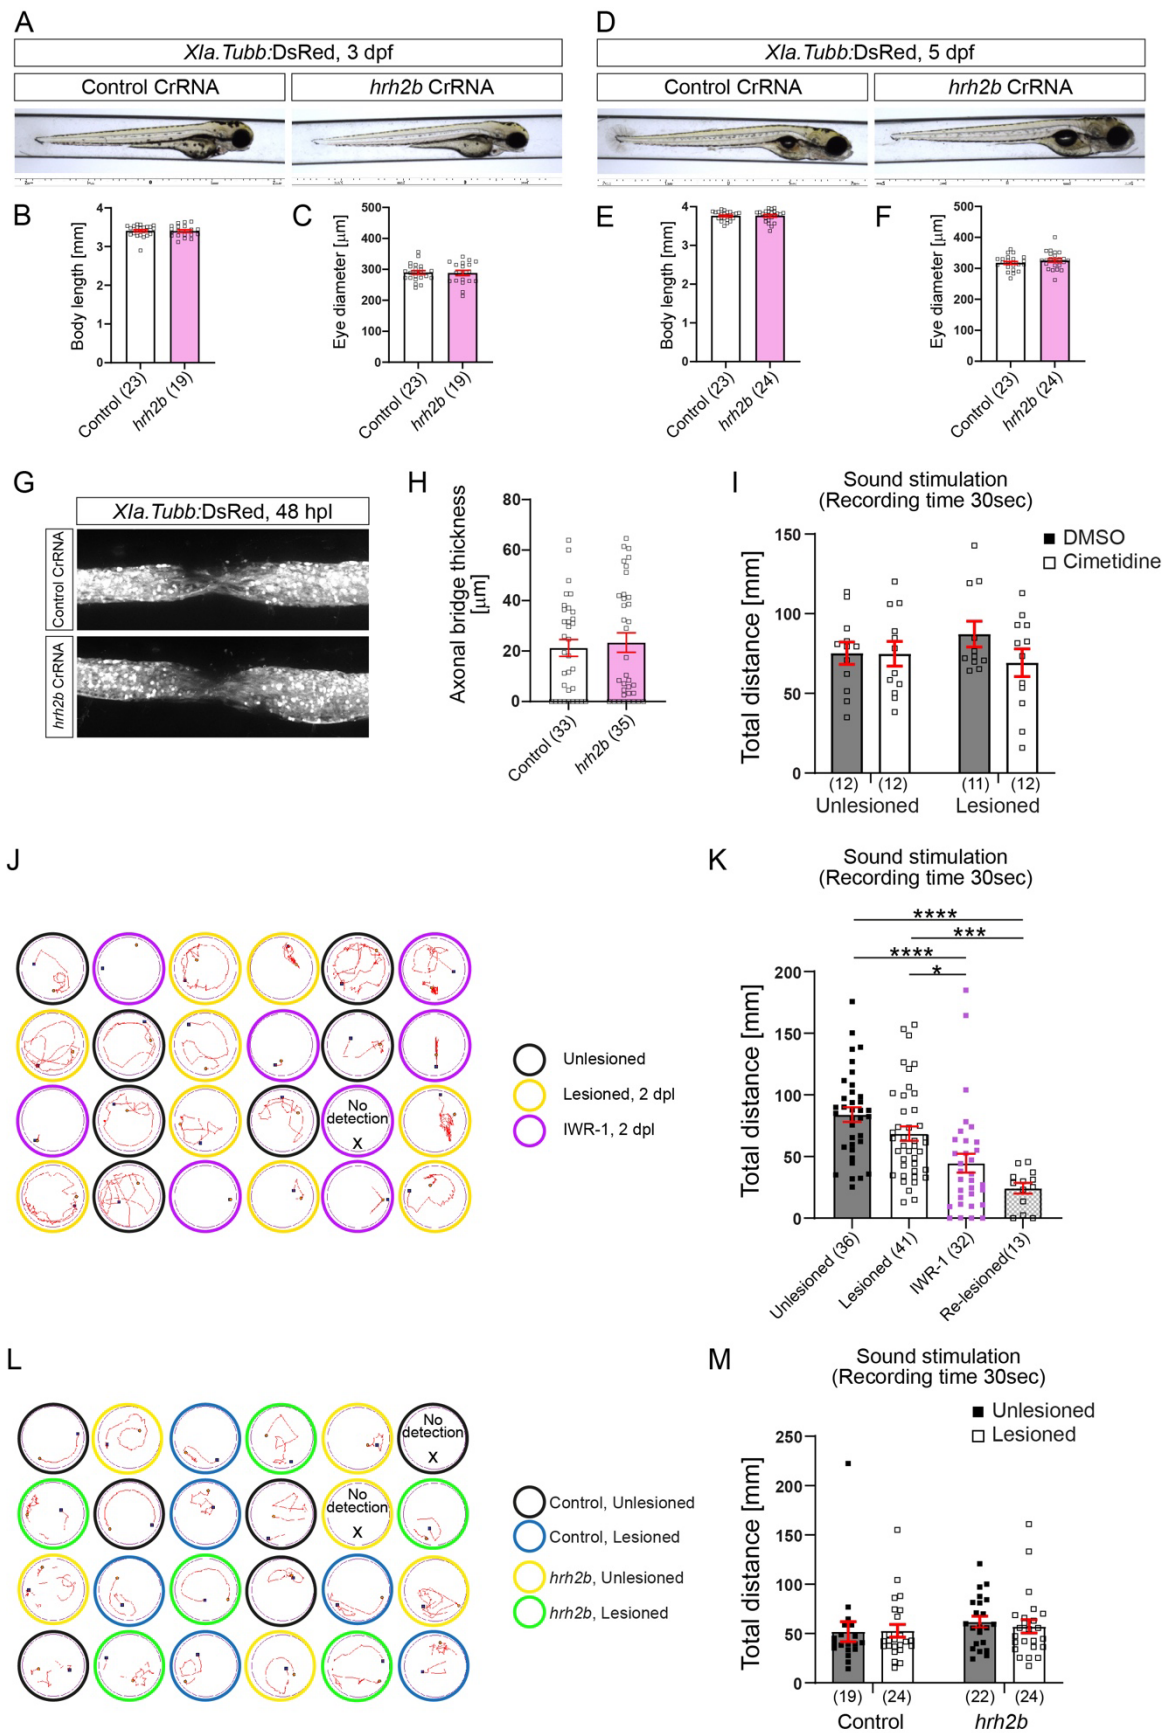 A
Xla.Tubb:DsRed, 3 dpf
Control CrRNA
hrh2b CrRNA
D
Xla.Tubb:DsRed, 5 dpf
Control CrRNA
hrh2b CrRNA
B
Body length [mm]
4
3
2
1
0
Control (23)
hrh2b (19)
C
Eye diameter [µm]
500
400
300
200
100
0
Control (23)
hrh2b (19)
E
Body length [mm]
4
3
2
1
0
Control (23)
hrh2b (24)
F
Eye diameter [µm]
500
400
300
200
100
0
Control (23)
hrh2b (24)
G
Xla.Tubb:DsRed, 48 hpl
Control CrRNA
hrh2b CrRNA
H
Axonal bridge thickness
[µm]
80
60
40
20
0
Control (33)
hrh2b (35)
I
Sound stimulation
(Recording time 30sec)
DMSO
Cimetidine
Total distance [mm]
150
100
50
0
(12) (12) (11) (12)
Unlesioned Lesioned
J
No
detection
X
Unlesioned
Lesioned, 2 dpl
IWR-1, 2 dpl
K
Sound stimulation
(Recording time 30sec)
****
***
****
*
Total distance [mm]
200
150
100
50
0
Unlesioned (36)
Lesioned (41)
IWR-1 (32)
Re-lesioned(13)
L
No
detection
X
No
detection
X
Control, Unlesioned
Control, Lesioned
hrh2b, Unlesioned
hrh2b, Lesioned
M
Sound stimulation
(Recording time 30sec)
Unlesioned
Lesioned
Total distance [mm]
250
200
150
100
50
0
(19) (24) (22) (24)
Control hrh2b